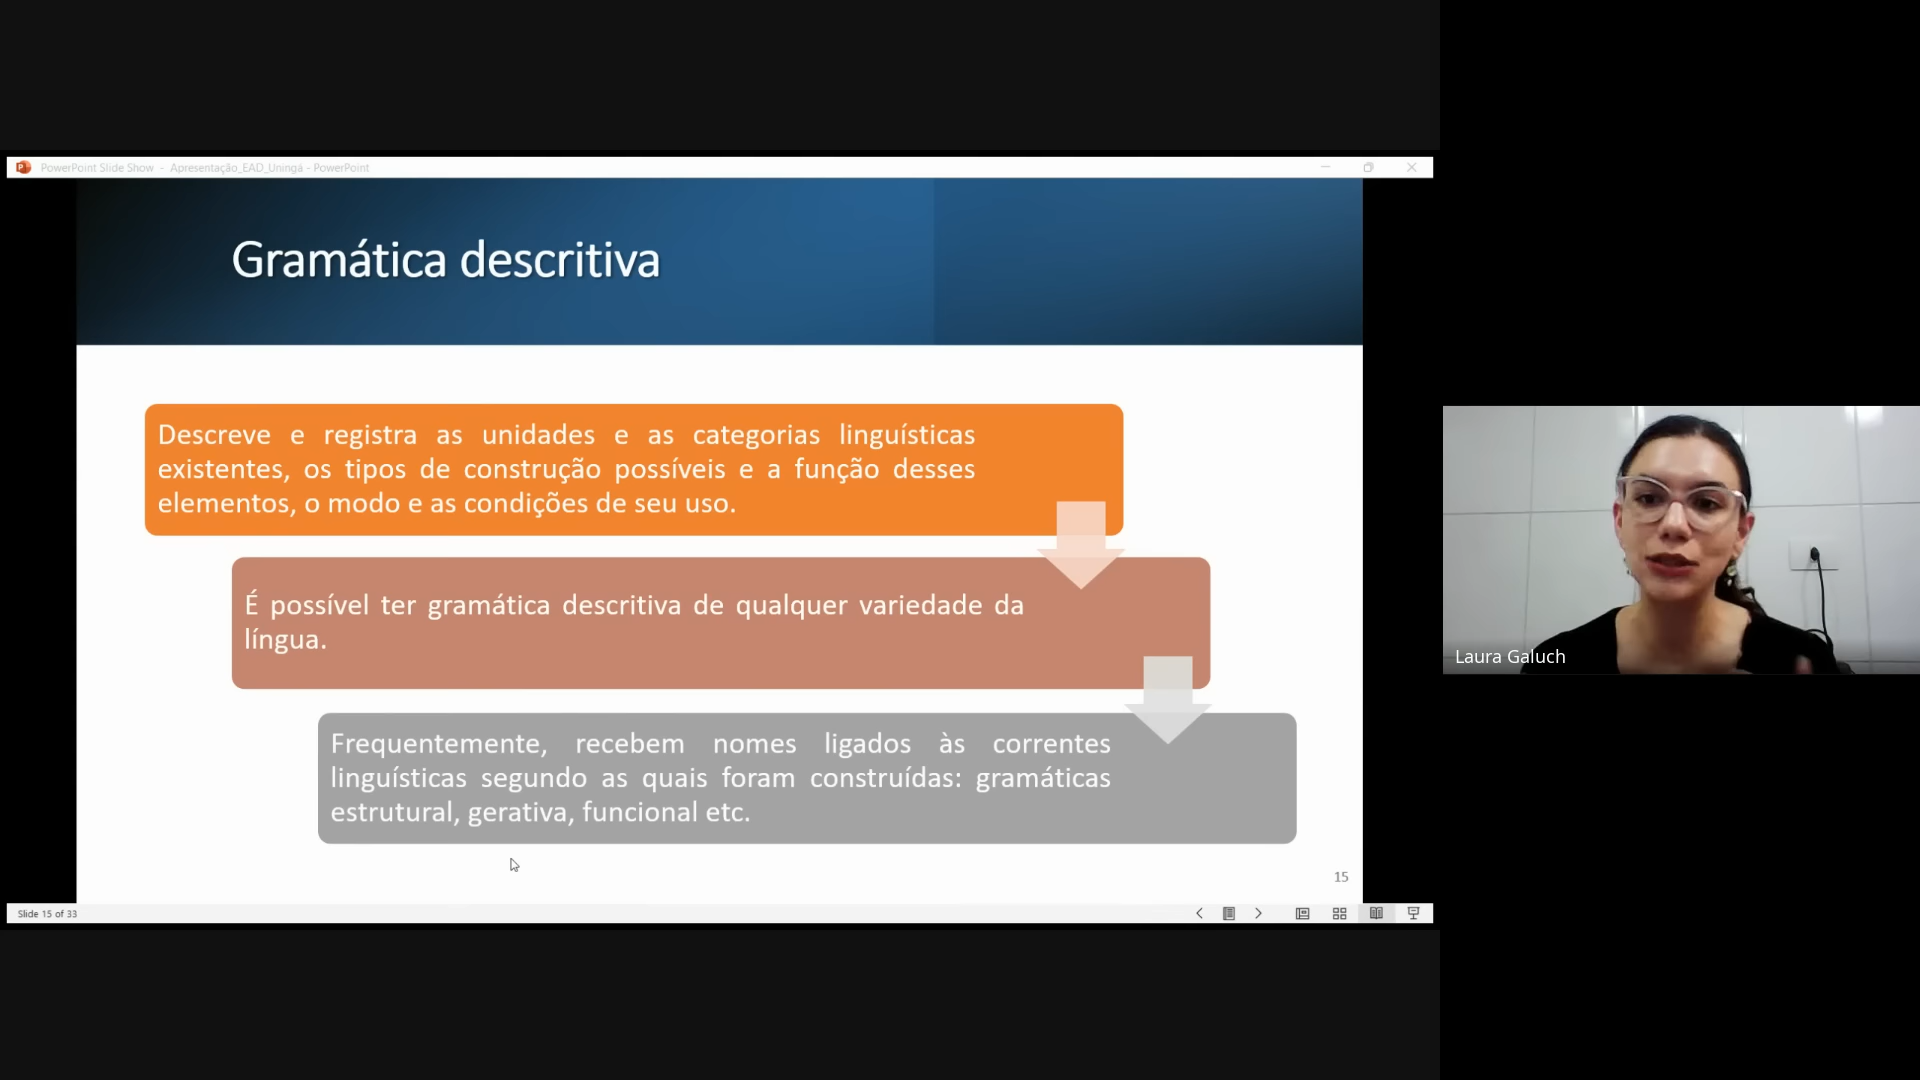 PowerPoint Slide Show - Apresentação_EAD_Uningá - PowerPoint
Gramática descritiva
Descreve e registra as unidades e as categorias linguísticas
existentes, os tipos de construção possíveis e a função desses
elementos, o modo e as condições de seu uso.
É possível ter gramática descritiva de qualquer variedade da
língua.
Frequentemente, recebem nomes ligados às correntes
linguísticas segundo as quais foram construídas: gramáticas
estrutural, gerativa, funcional etc.
15
Slide 15 of 33
Laura Galuch